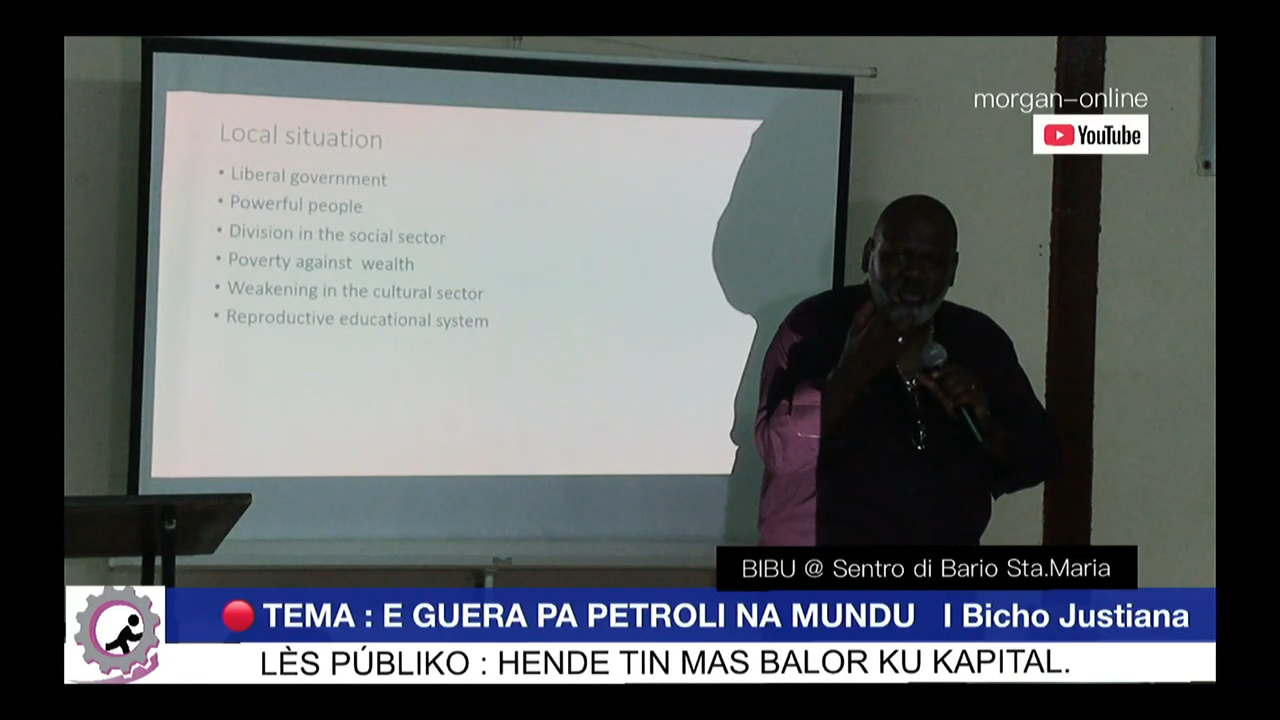 Local situation
• Liberal government
• Powerful people
• Division in the social sector
• Poverty against wealth
• Weakening in the cultural sector
• Reproductive educational system
morgan-online
YouTube
BIBU @ Sentro di Bario Sta.Maria
TEMA : E GUERA PA PETROLI NA MUNDU I Bicho Justiana
LÈS PÚBLIKO : HENDE TIN MAS BALOR KU KAPITAL.